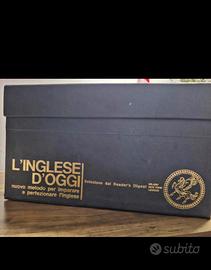 L'INGLESE
D'OGGI
nuovo metodo per imparare
e perfezionare l'inglese
Selezione dal Reader's Digest
subito